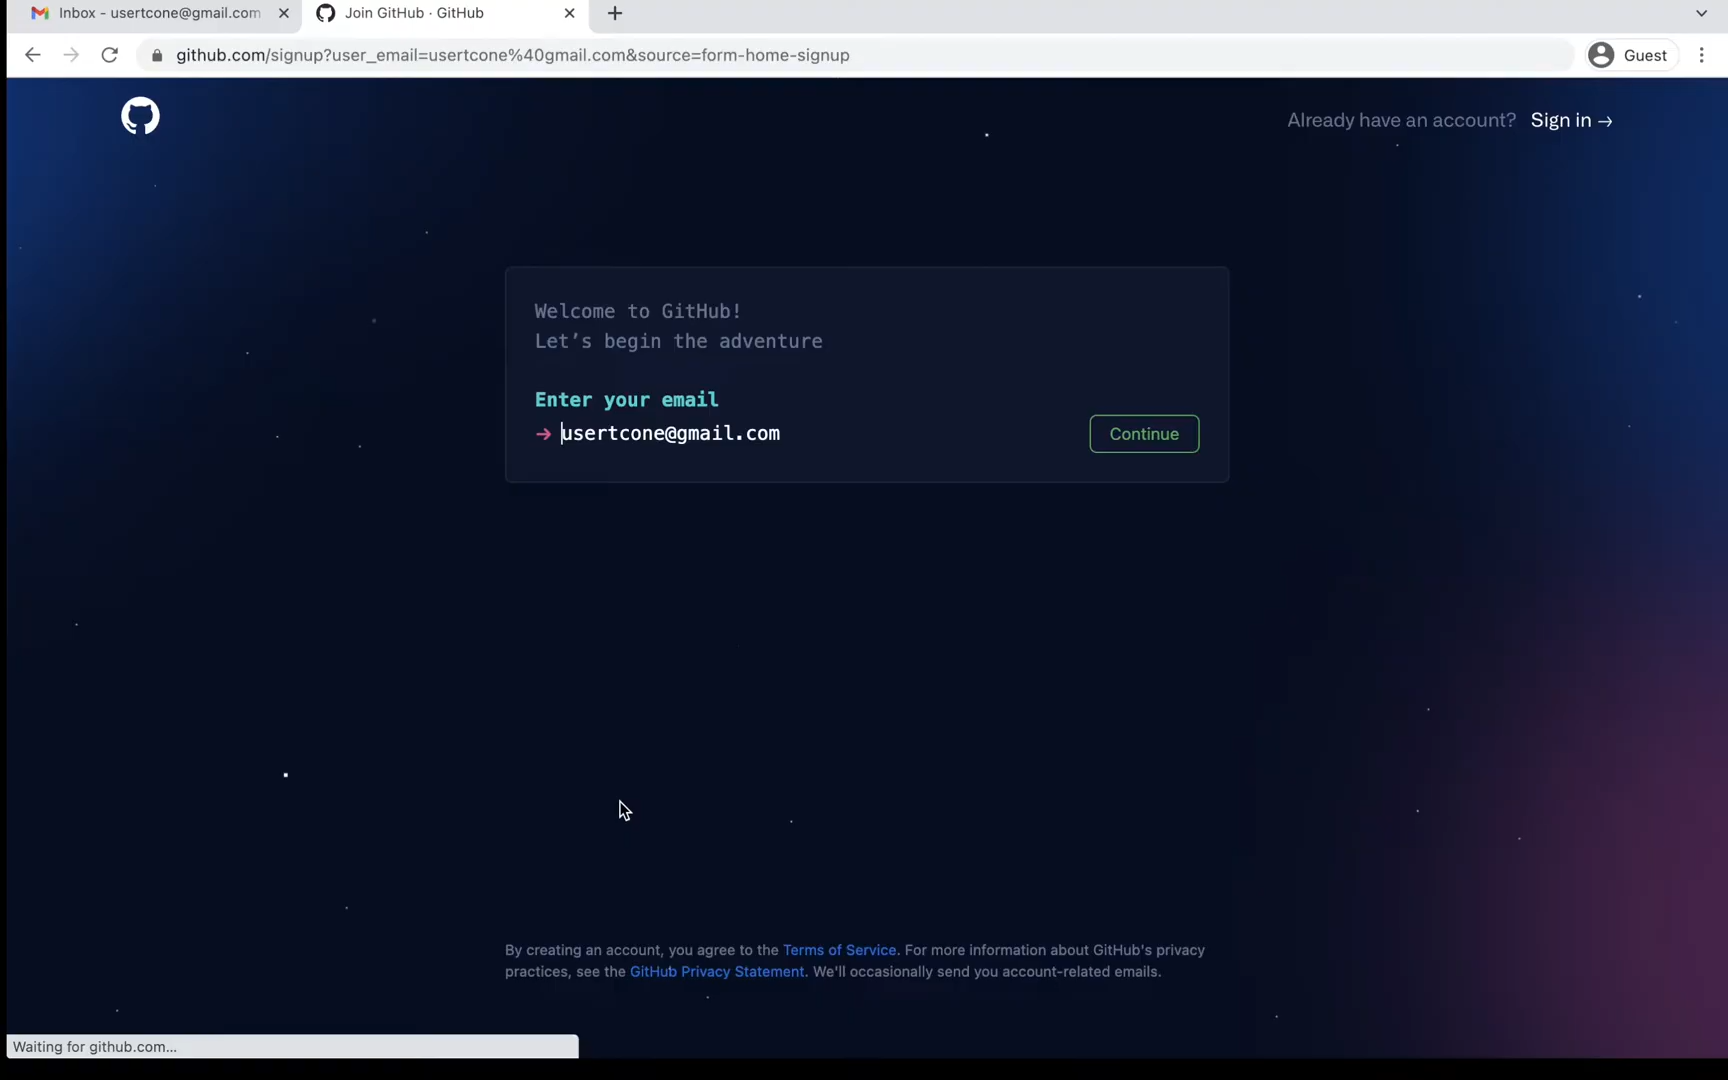 Inbox - usertcone@gmail.com
Join GitHub · GitHub
github.com/signup?user_email=usertcone%40gmail.com&source=form-home-signup
Guest
Already have an account? Sign in →
Welcome to GitHub!
Let's begin the adventure
Enter your email
→ usertcone@gmail.com
Continue
By creating an account, you agree to the Terms of Service. For more information about GitHub's privacy
practices, see the GitHub Privacy Statement. We'll occasionally send you account-related emails.
Waiting for github.com...